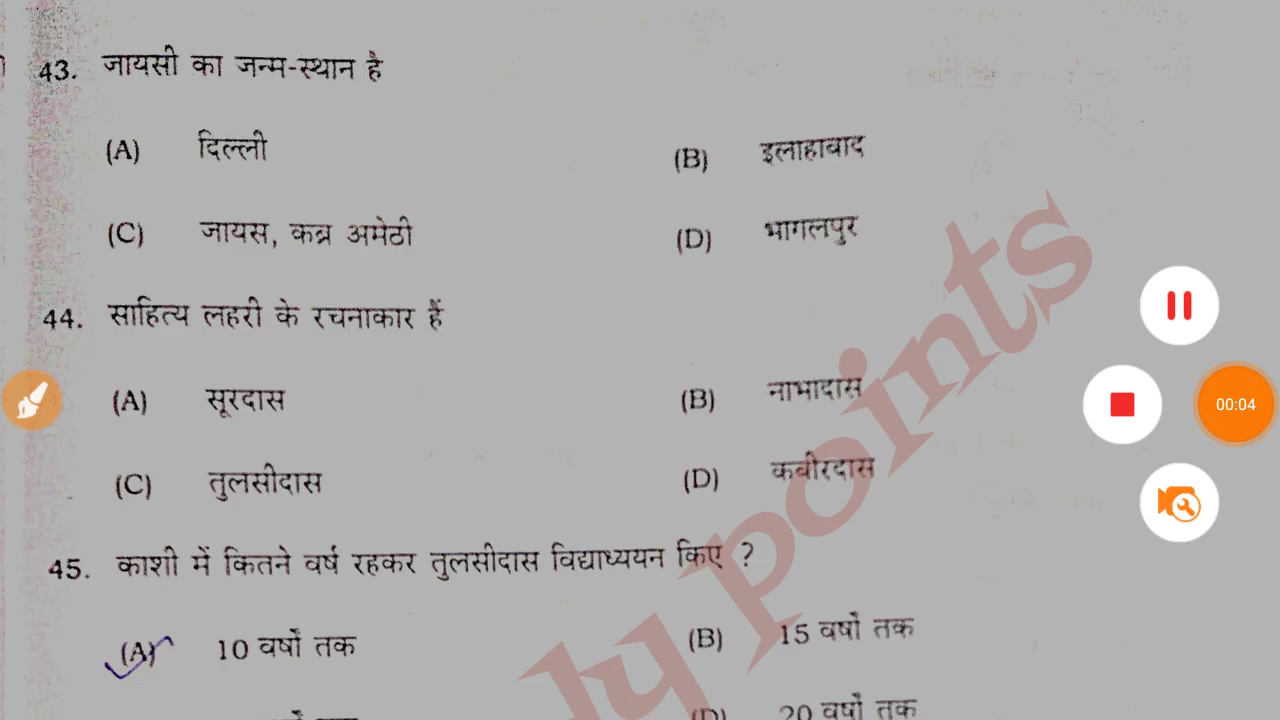 43. जायसी का जन्म-स्थान है
(A) दिल्ली (B) इलाहाबाद
(C) जायस, कब्र अमेठी (D) भागलपुर
44. साहित्य लहरी के रचनाकार हैं
(A) सूरदास (B) नाभादास
(C) तुलसीदास (D) कबीरदास
45. काशी में कितने वर्ष रहकर तुलसीदास विद्याध्ययन किए ?
(A) 10 वर्षों तक (B) 15 वर्षों तक
(D) 20 वर्षों तक
points
00:04